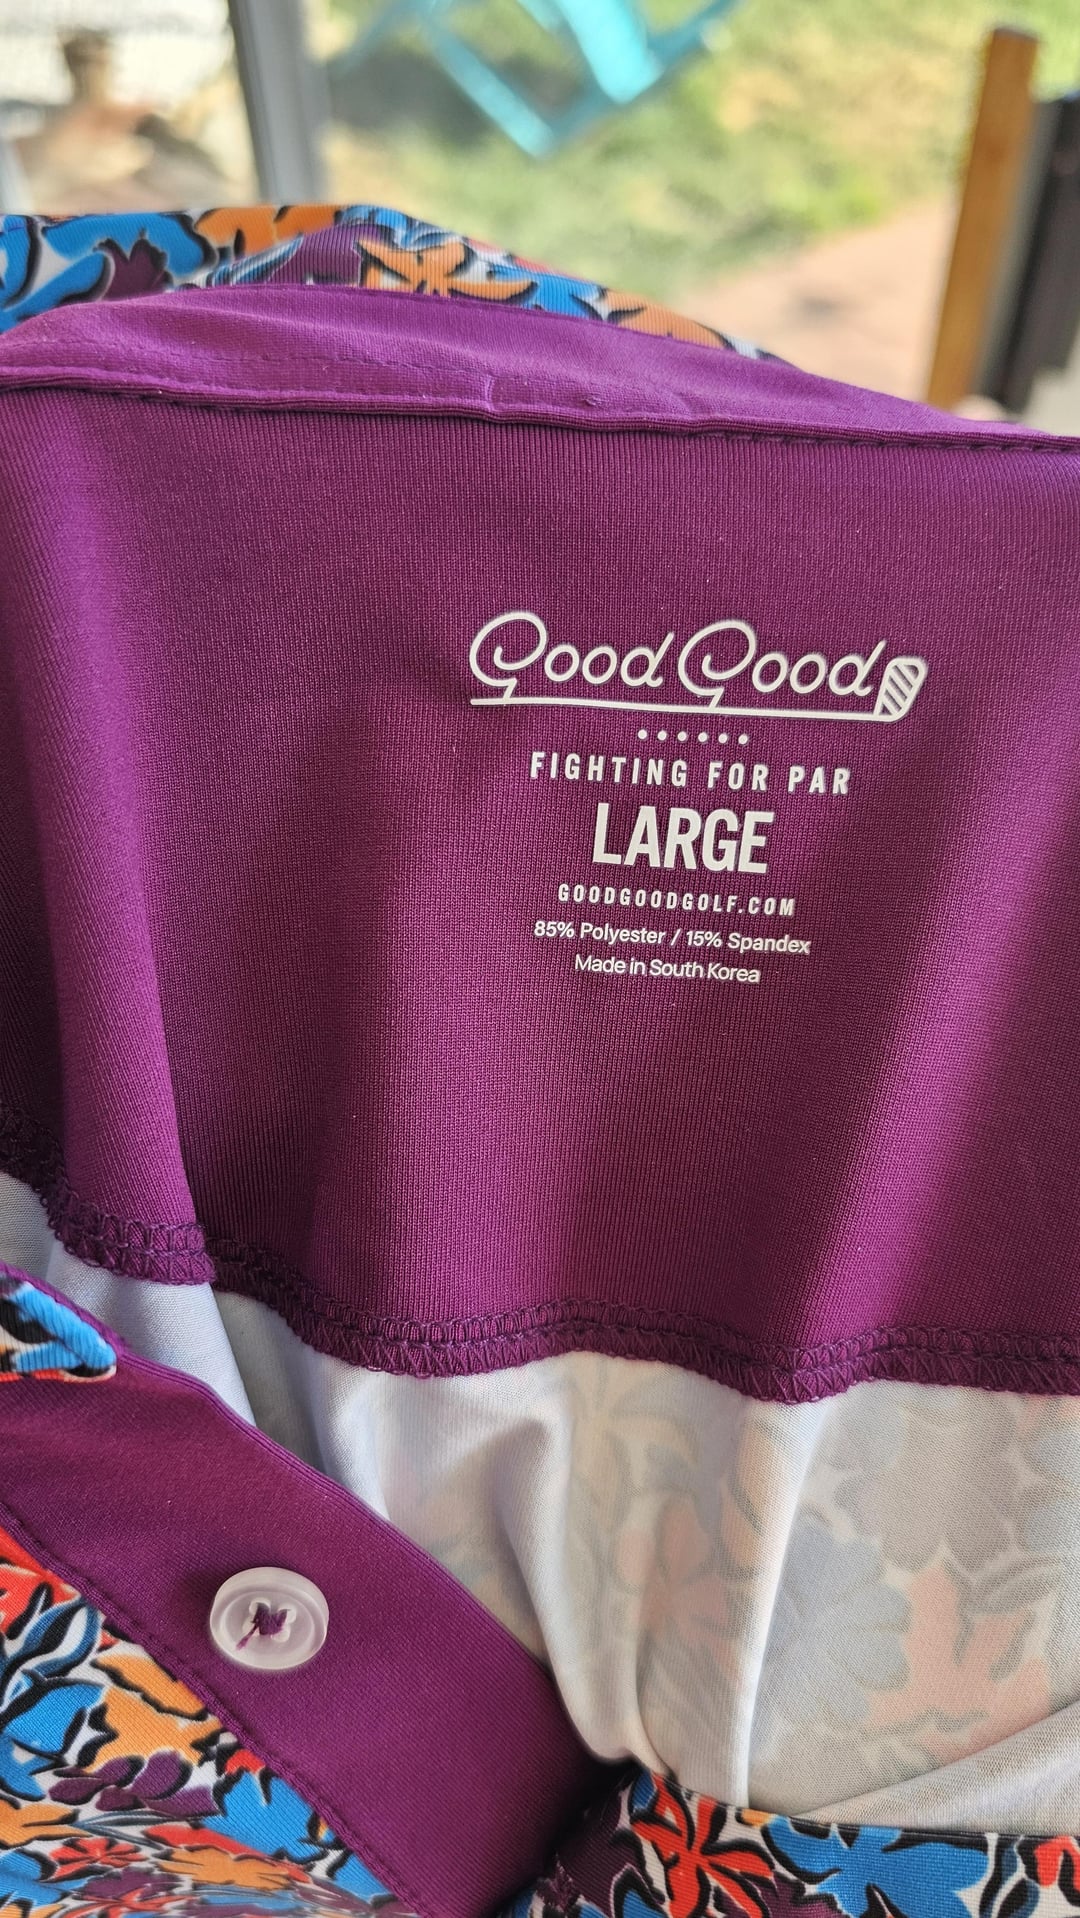 Good Good
FIGHTING FOR PAR
LARGE
GOODGOODGOLF.COM
85% Polyester / 15% Spandex
Made in South Korea